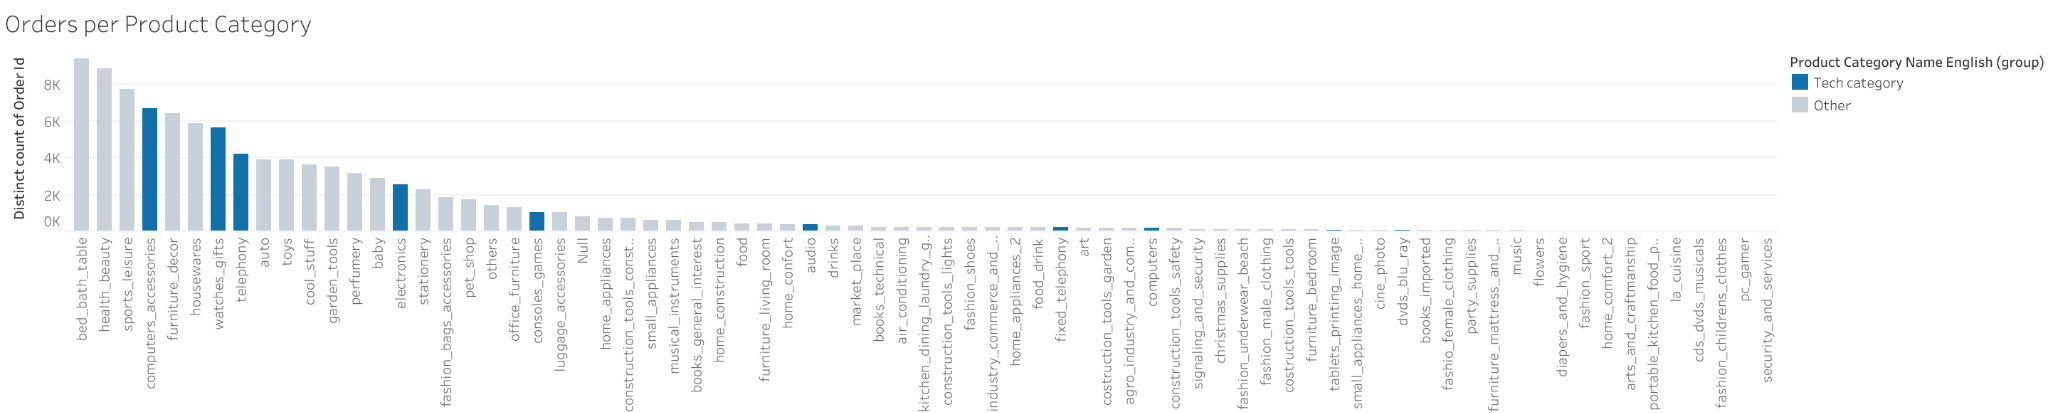 Orders per Product Category
Distinct count of Order Id
8K
6K
4K
2K
0K
bed_bath_table
health_beauty
sports_leisure
computers_accessories
furniture_decor
housewares
watches_gifts
telephony
auto
toys
cool_stuff
garden_tools
perfumery
baby
electronics
stationery
fashion_bags_accessories
pet_shop
others
office_furniture
consoles_games
luggage_accessories
Null
home_appliances
construction_tools_const..
small_appliances
musical_instruments
books_general_interest
home_construction
food
furniture_living_room
home_confort
audio
drinks
market_place
books_technical
air_conditioning
kitchen_dining_laundry_g..
construction_tools_lights
fashion_shoes
industry_commerce_and_..
home_appliances_2
food_drink
fixed_telephony
art
costruction_tools_garden
agro_industry_and_com..
computers
construction_tools_safety
signaling_and_security
christmas_supplies
fashion_underwear_beach
fashion_male_clothing
costruction_tools_tools
furniture_bedroom
tablets_printing_image
small_appliances_home_..
cine_photo
dvds_blu_ray
books_imported
fashio_female_clothing
party_supplies
furniture_mattress_and_..
music
flowers
diapers_and_hygiene
fashion_sport
home_comfort_2
arts_and_craftmanship
portable_kitchen_food_p..
la_cuisine
cds_dvds_musicals
fashion_childrens_clothes
pc_gamer
security_and_services
Product Category Name English (group)
Tech category
Other